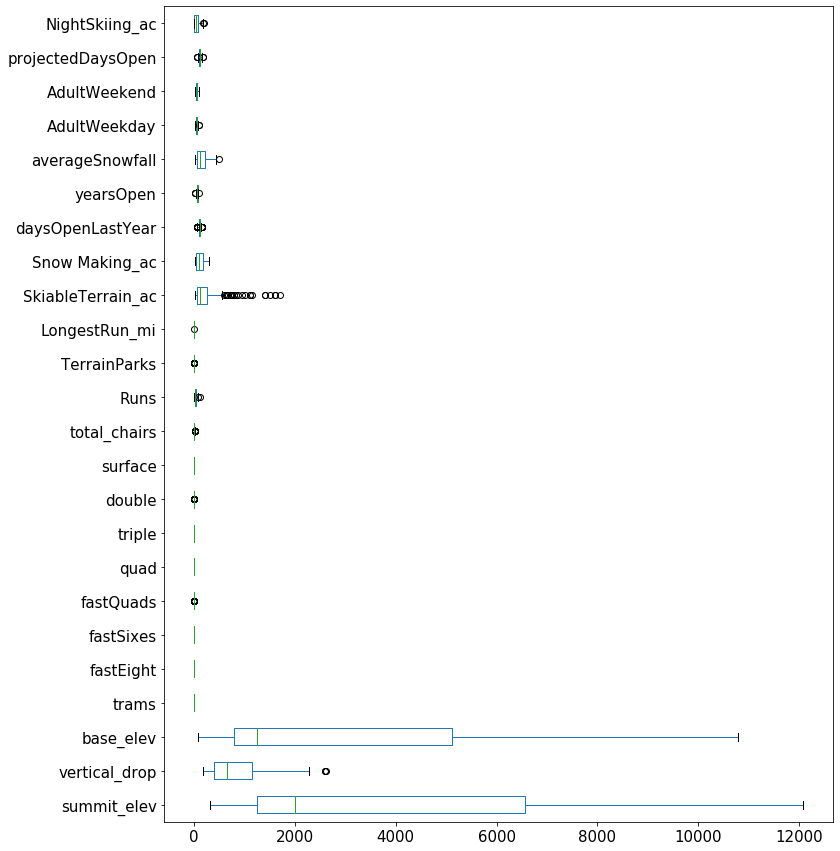 NightSkiing_ac
projectedDaysOpen
AdultWeekend
AdultWeekday
averageSnowfall
yearsOpen
daysOpenLastYear
Snow Making_ac
SkiableTerrain_ac
LongestRun_mi
TerrainParks
Runs
total_chairs
surface
double
triple
quad
fastQuads
fastSixes
fastEight
trams
base_elev
vertical_drop
summit_elev
0 2000 4000 6000 8000 10000 12000